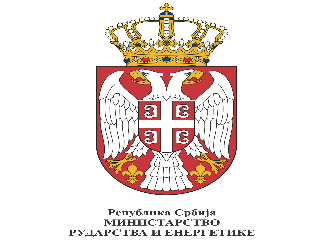 Република Србија
МИНИСТАРСТВО
РУДАРСТВА И ЕНЕРГЕТИКЕ